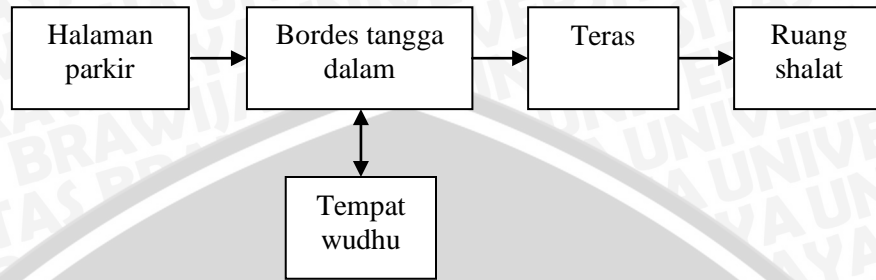 Halaman
parkir
Bordes tangga
dalam
Teras
Ruang
shalat
Tempat
wudhu